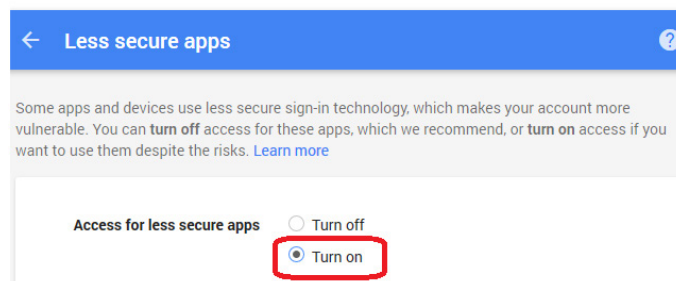 Less secure apps
Some apps and devices use less secure sign-in technology, which makes your account more
vulnerable. You can turn off access for these apps, which we recommend, or turn on access if you
want to use them despite the risks. Learn more
Access for less secure apps
Turn off
Turn on